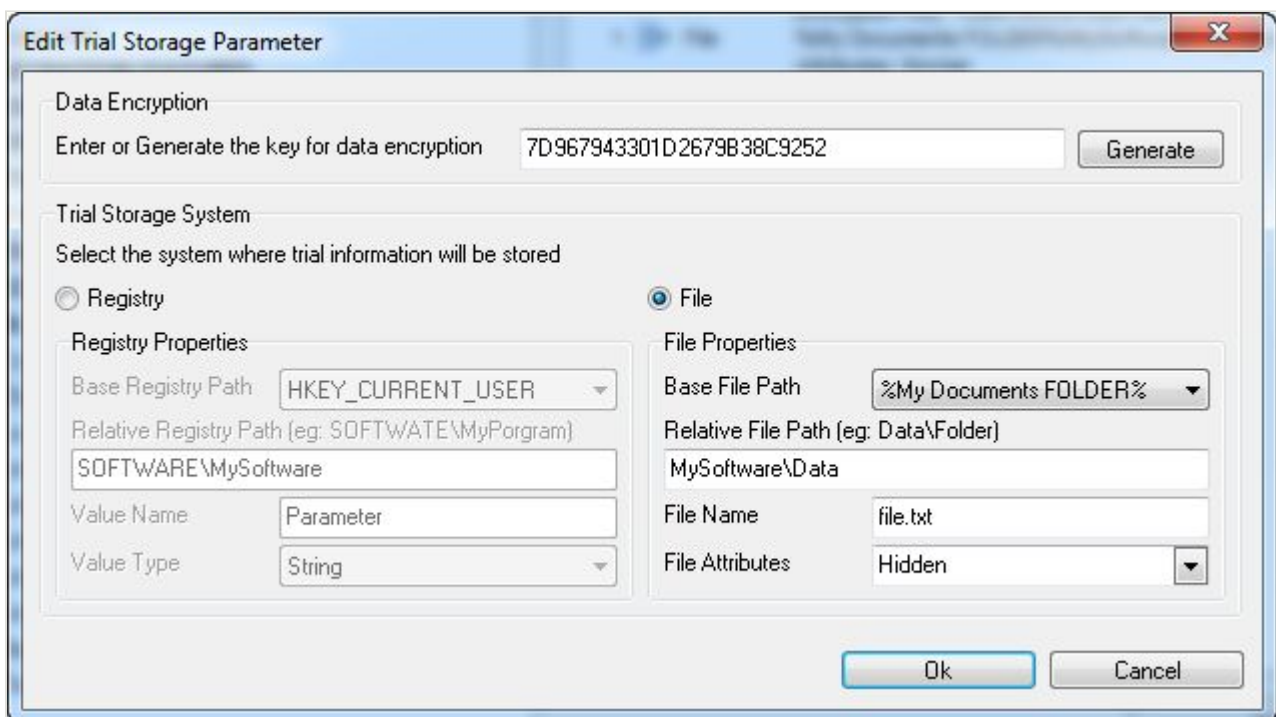 Edit Trial Storage Parameter
File
Data Encryption
Enter or Generate the key for data encryption 7D967943301D2679B38C9252 Generate
Trial Storage System
Select the system where trial information will be stored
Registry File
Registry Properties File Properties
Base Registry Path HKEY_CURRENT_USER Base File Path %My Documents FOLDER%
Relative Registry Path (eg: SOFTWATE\MyPorgram) Relative File Path (eg: Data\Folder)
SOFTWARE\MySoftware MySoftware\Data
Value Name Parameter File Name file.txt
Value Type String File Attributes Hidden
Ok Cancel